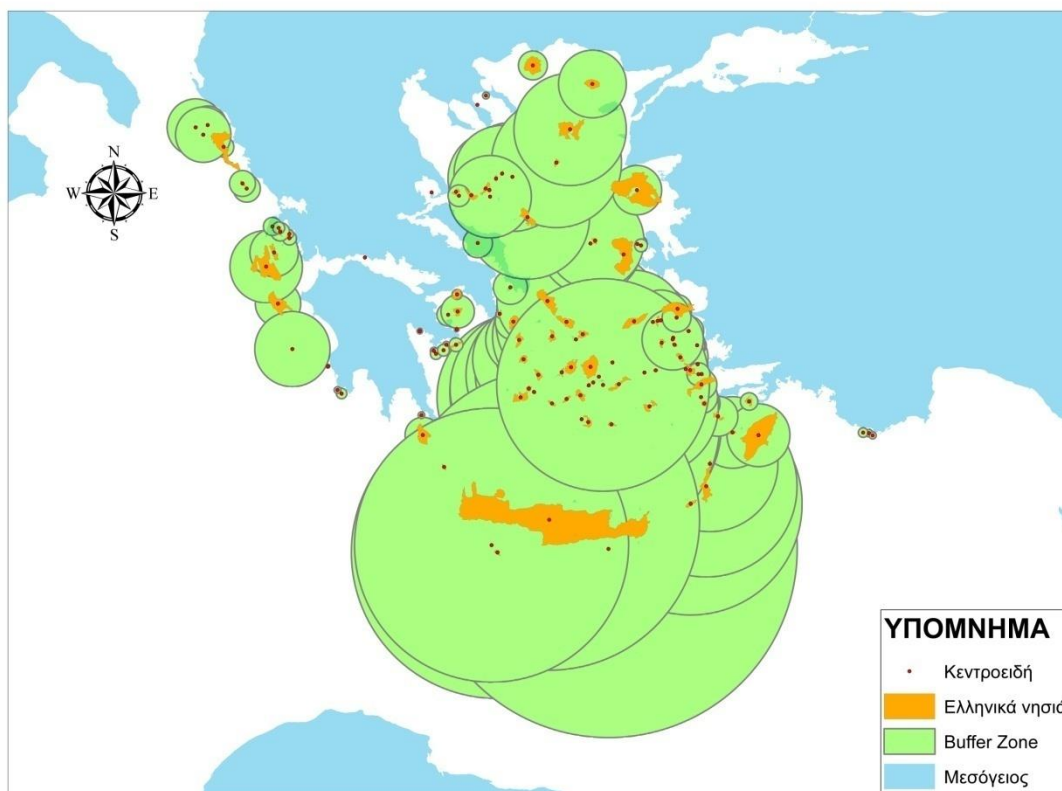 N
W E
S
ΥΠΟΜΝΗΜΑ
Κεντροειδή
Ελληνικά νησιά
Buffer Zone
Μεσόγειος